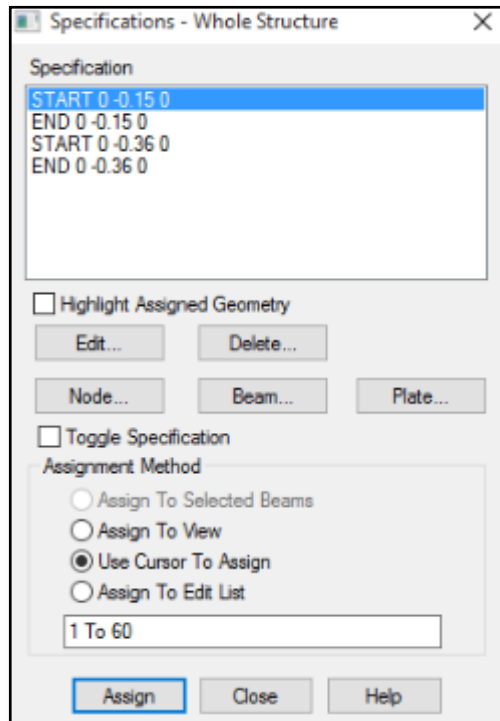 Specifications - Whole Structure
Specification
START 0 -0.15 0
END 0 -0.15 0
START 0 -0.36 0
END 0 -0.36 0
Highlight Assigned Geometry
Edit... Delete...
Node... Beam... Plate...
Toggle Specification
Assignment Method
Assign To Selected Beams
Assign To View
Use Cursor To Assign
Assign To Edit List
1 To 60
Assign Close Help